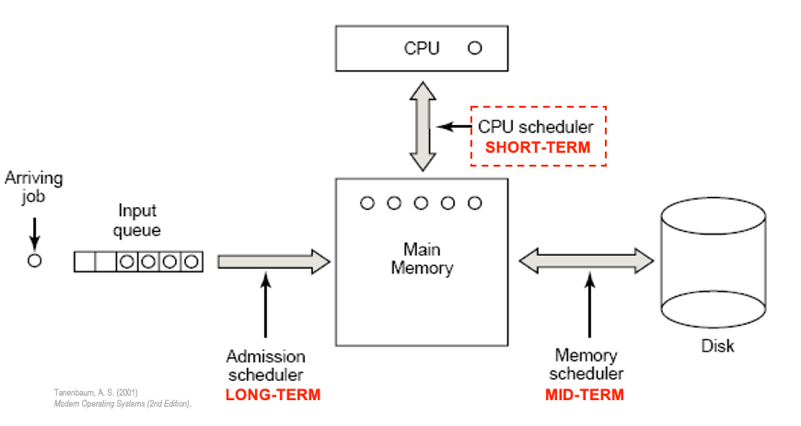 CPU
CPU scheduler
SHORT-TERM
Arriving
job
Input
queue
Main
Memory
Admission
scheduler
LONG-TERM
Memory
scheduler
MID-TERM
Disk
Tanenbaum, A. S. (2001)
Modern Operating Systems (2nd Edition).